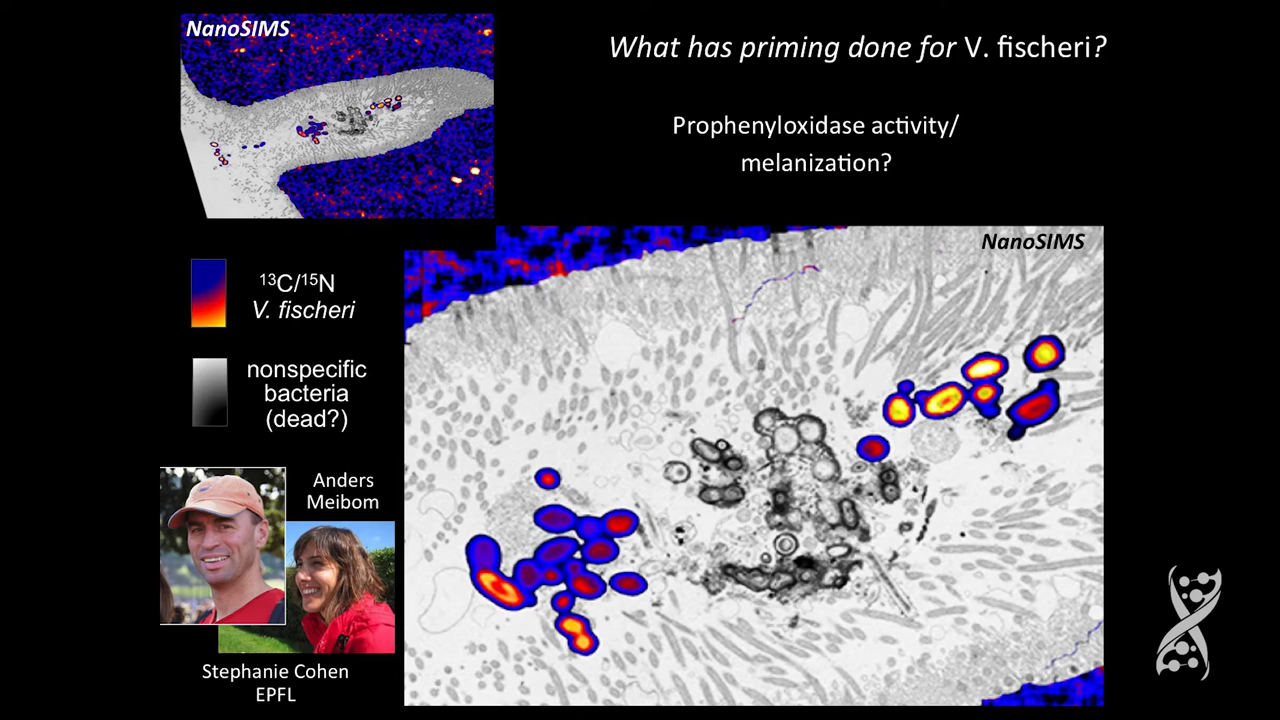 NanoSIMS
What has priming done for V. fischeri?
Prophenyloxidase activity/
melanization?
NanoSIMS
13C/15N
V. fischeri
nonspecific
bacteria
(dead?)
Anders
Meibom
Stephanie Cohen
EPFL